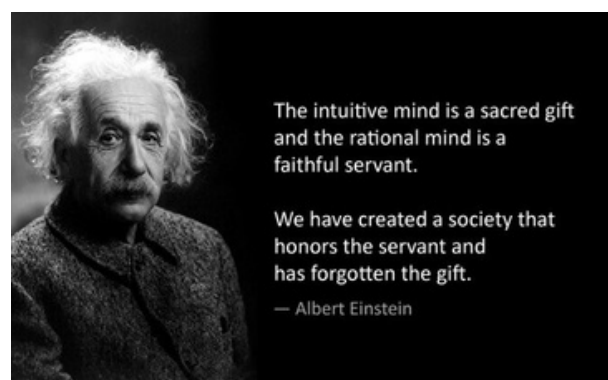 The intuitive mind is a sacred gift
and the rational mind is a
faithful servant.
We have created a society that
honors the servant and
has forgotten the gift.
— Albert Einstein